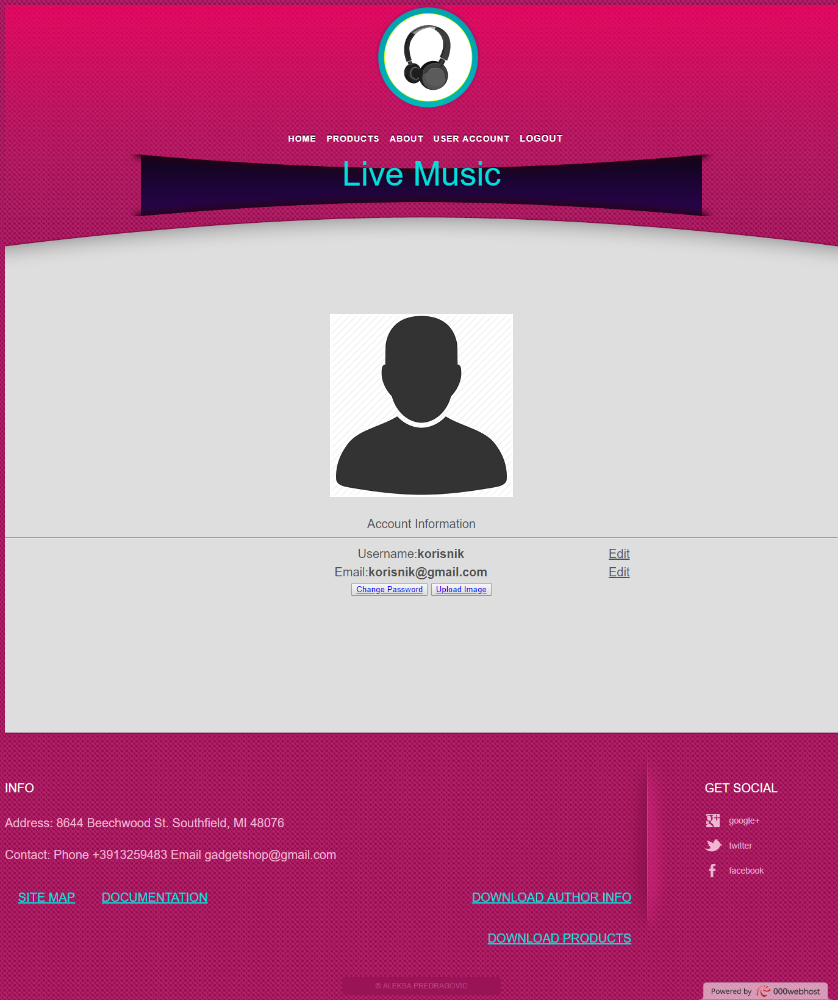 HOME PRODUCTS ABOUT USER ACCOUNT LOGOUT
Live Music
Account Information
Username:korisnik Edit
Email:korisnik@gmail.com Edit
Change Password Upload Image
INFO
Address: 8644 Beechwood St. Southfield, MI 48076
Contact: Phone +3913259483 Email gadgetshop@gmail.com
SITE MAP DOCUMENTATION
DOWNLOAD AUTHOR INFO
DOWNLOAD PRODUCTS
GET SOCIAL
google+
twitter
facebook
© ALEKSA PREDRAGOVIC
Powered by 000webhost